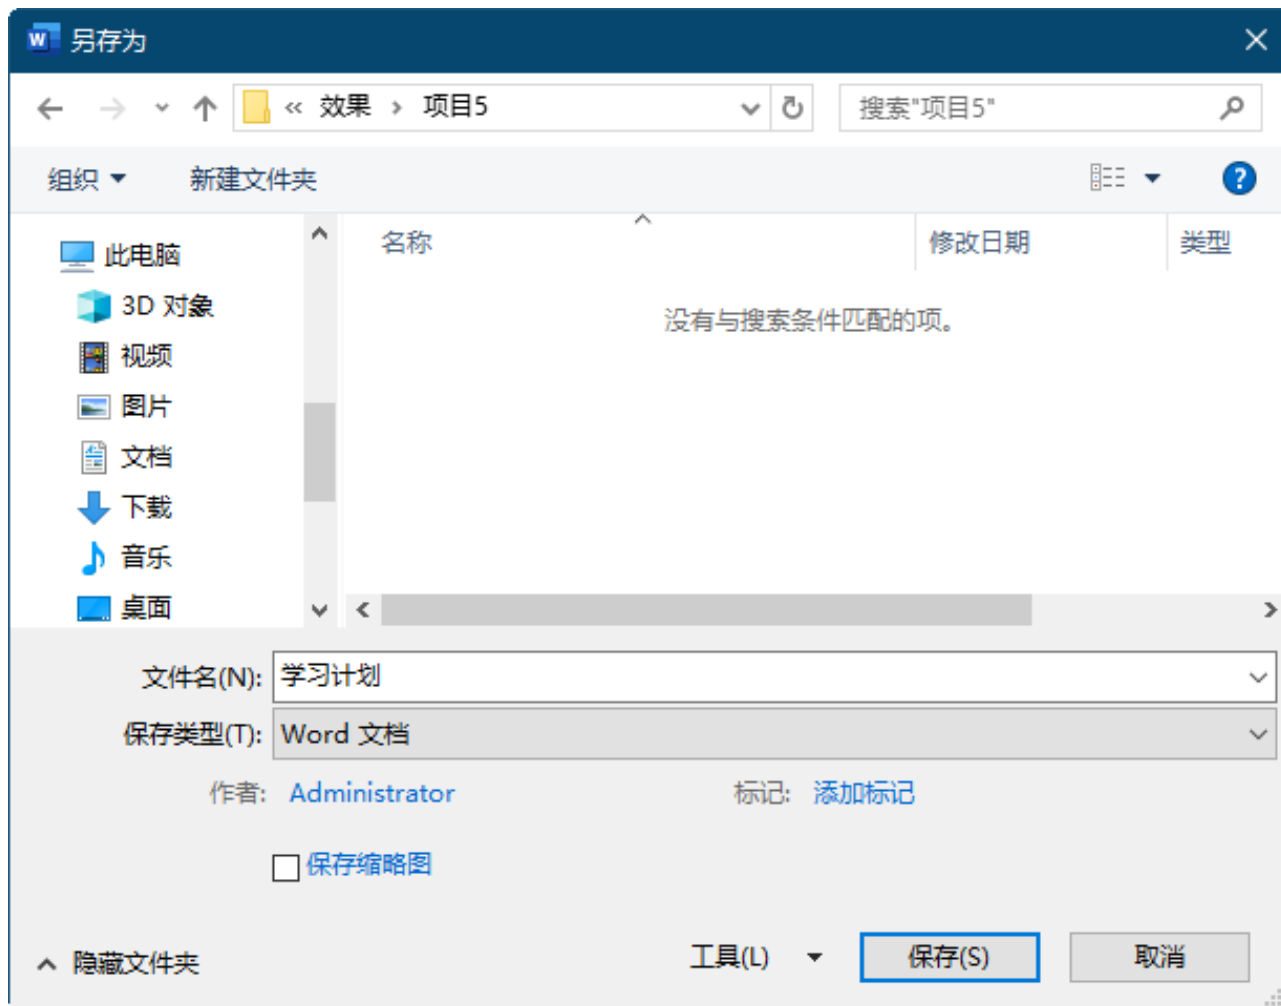 另存为
« 效果 › 项目5
搜索"项目5"
组织
新建文件夹
此电脑
3D 对象
视频
图片
文档
下载
音乐
桌面
名称
修改日期
类型
没有与搜索条件匹配的项。
文件名(N): 学习计划
保存类型(T): Word 文档
作者: Administrator
标记: 添加标记
保存缩略图
隐藏文件夹
工具(L)
保存(S)
取消